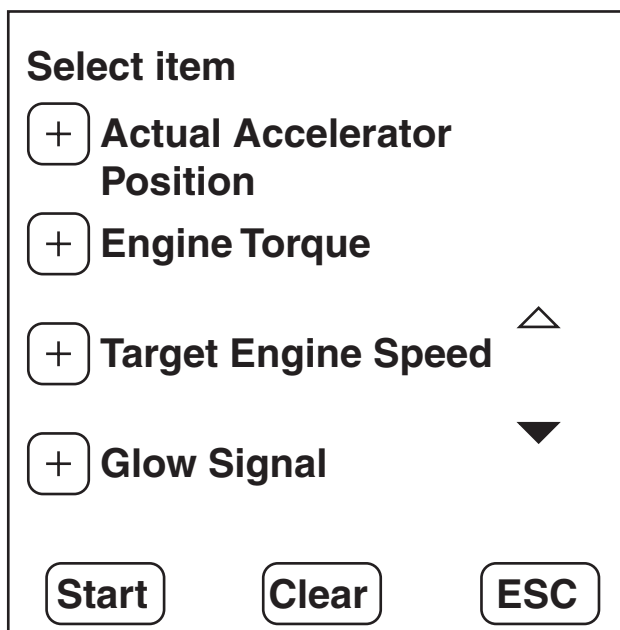 Select item
+ Actual Accelerator
Position
+ Engine Torque
+ Target Engine Speed
+ Glow Signal
Start Clear ESC